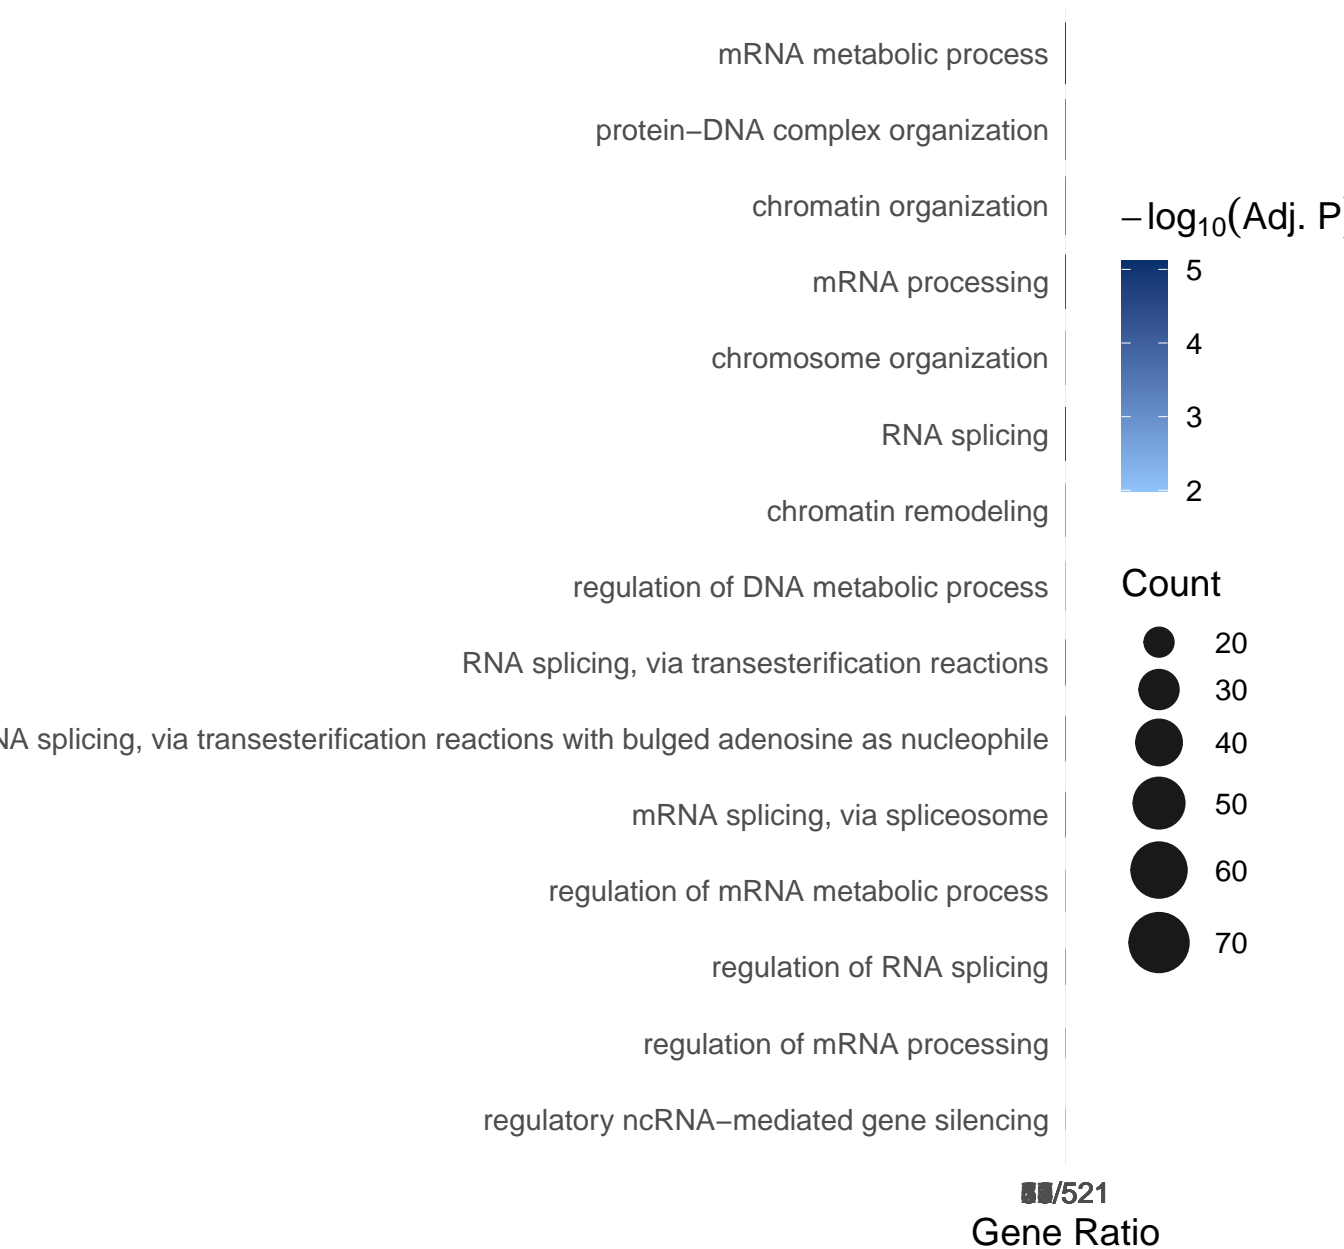 mRNA metabolic process
protein−DNA complex organization
chromatin organization
mRNA processing
chromosome organization
RNA splicing
chromatin remodeling
regulation of DNA metabolic process
RNA splicing, via transesterification reactions
splicing, via transesterification reactions with bulged adenosine as nucleophile
mRNA splicing, via spliceosome
regulation of mRNA metabolic process
regulation of RNA splicing
regulation of mRNA processing
regulatory ncRNA−mediated gene silencing
/521
Gene Ratio
−log10(Adj. P)
5
4
3
2
Count
20
30
40
50
60
70